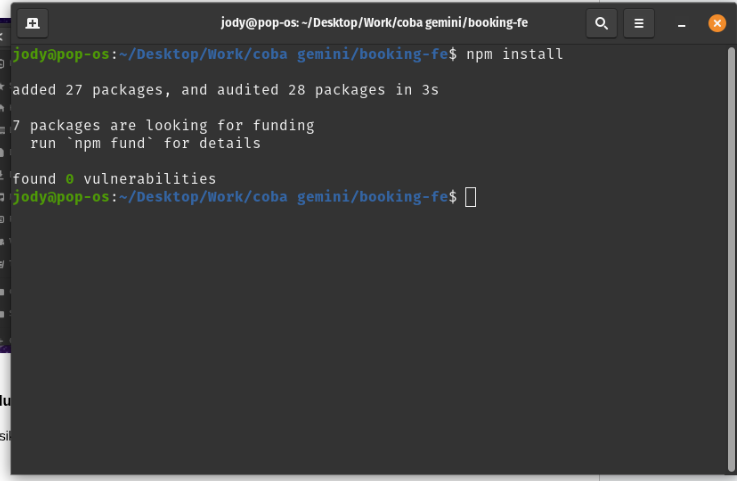 jody@pop-os: ~/Desktop/Work/coba gemini/booking-fe
jody@pop-os:~/Desktop/Work/coba gemini/booking-fe$ npm install
added 27 packages, and audited 28 packages in 3s
7 packages are looking for funding
run `npm fund` for details
found 0 vulnerabilities
jody@pop-os:~/Desktop/Work/coba gemini/booking-fe$